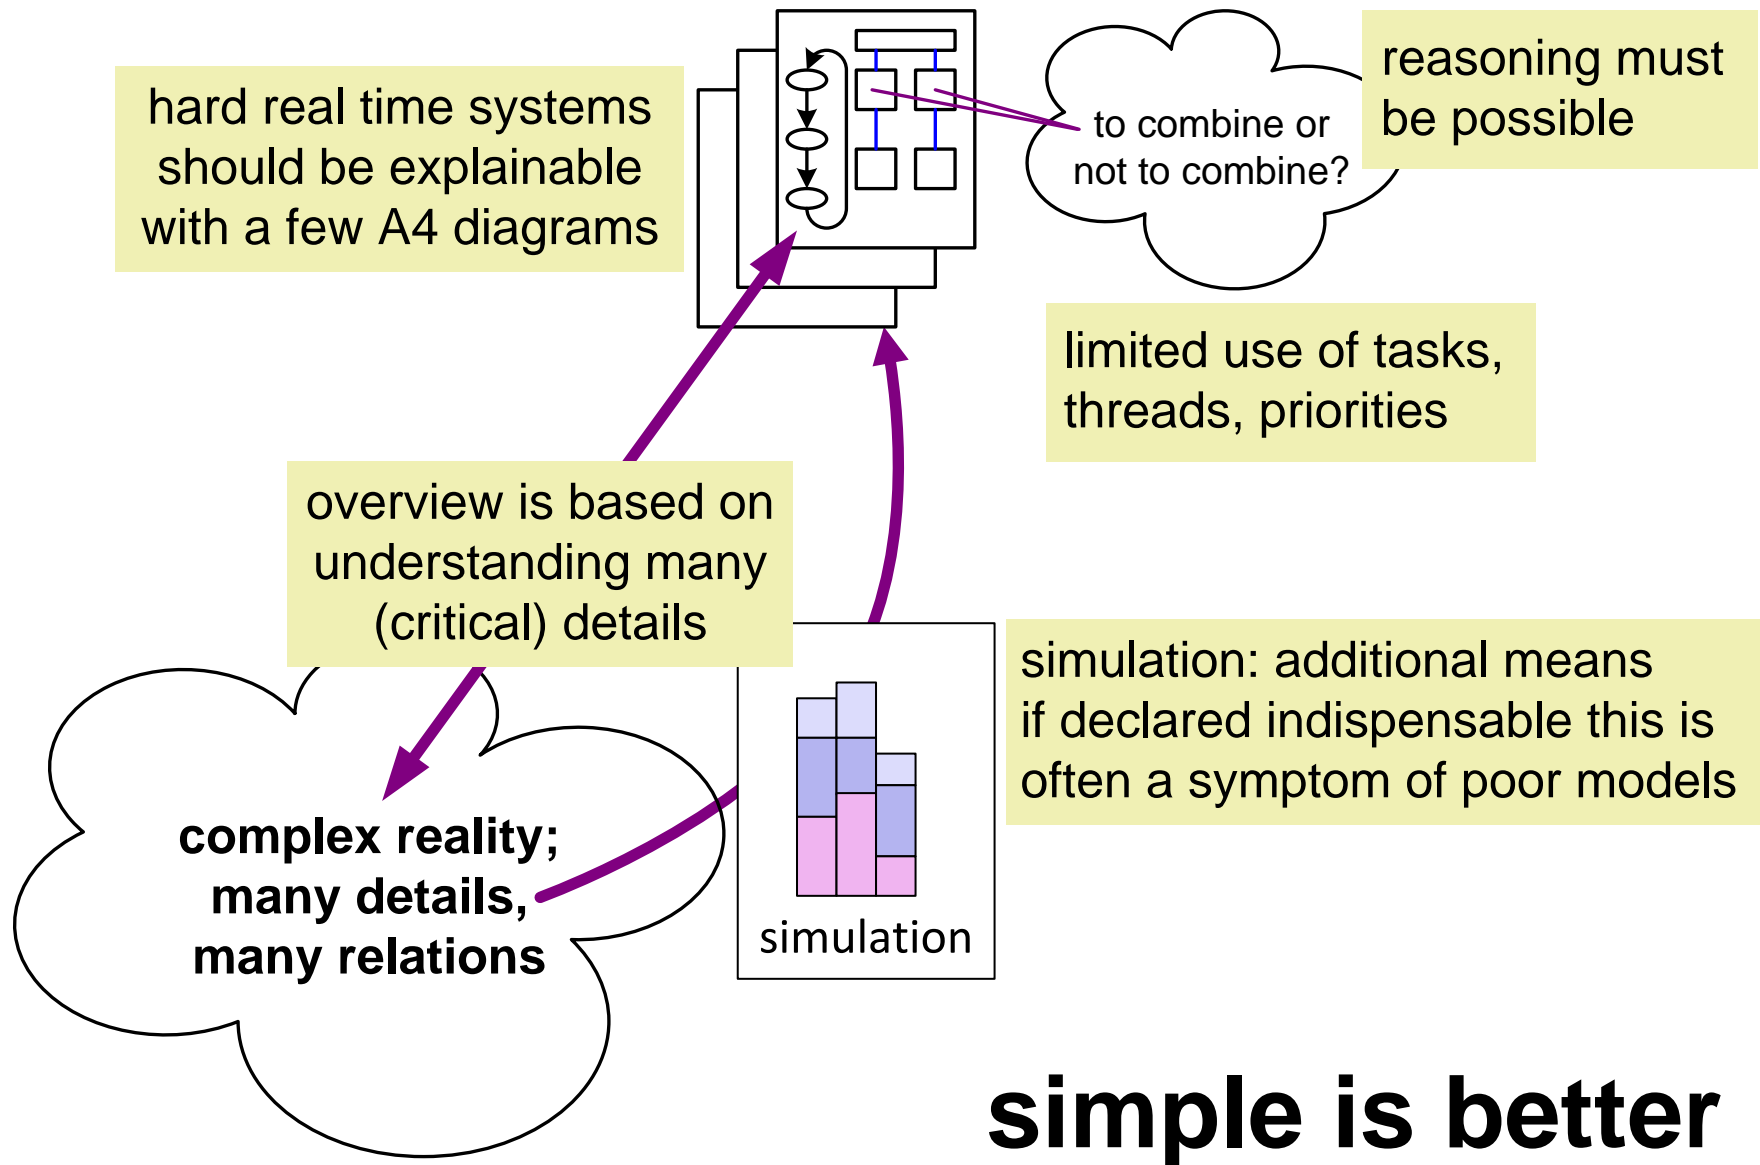 hard real time systems
should be explainable
with a few A4 diagrams
to combine or
not to combine?
reasoning must
be possible
limited use of tasks,
threads, priorities
overview is based on
understanding many
(critical) details
simulation: additional means
if declared indispensable this is
often a symptom of poor models
complex reality;
many details,
many relations
simulation
simple is better